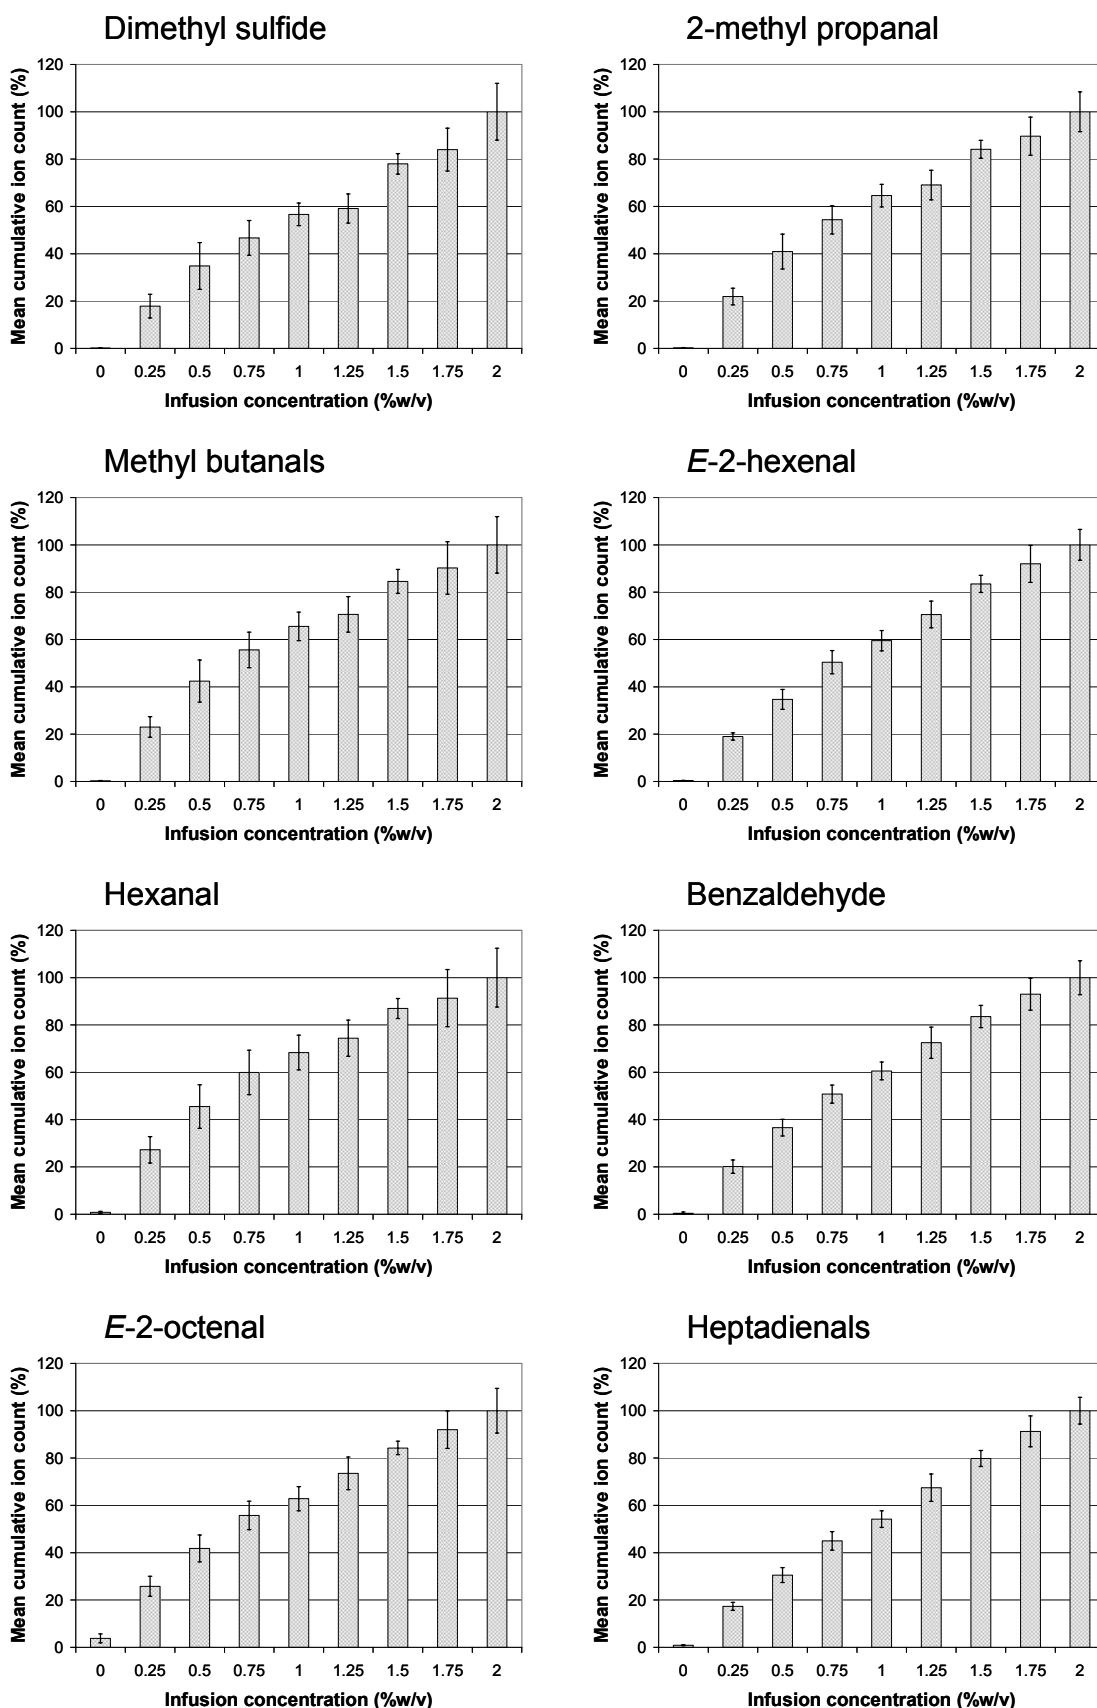 Dimethyl sulfide
Mean cumulative ion count (%)
120
100
80
60
40
20
0
0 0.25 0.5 0.75 1 1.25 1.5 1.75 2
Infusion concentration (%w/v)
2-methyl propanal
Mean cumulative ion count (%)
120
100
80
60
40
20
0
0 0.25 0.5 0.75 1 1.25 1.5 1.75 2
Infusion concentration (%w/v)
Methyl butanals
Mean cumulative ion count (%)
120
100
80
60
40
20
0
0 0.25 0.5 0.75 1 1.25 1.5 1.75 2
Infusion concentration (%w/v)
E-2-hexenal
Mean cumulative ion count (%)
120
100
80
60
40
20
0
0 0.25 0.5 0.75 1 1.25 1.5 1.75 2
Infusion concentration (%w/v)
Hexanal
Mean cumulative ion count (%)
120
100
80
60
40
20
0
0 0.25 0.5 0.75 1 1.25 1.5 1.75 2
Infusion concentration (%w/v)
Benzaldehyde
Mean cumulative ion count (%)
120
100
80
60
40
20
0
0 0.25 0.5 0.75 1 1.25 1.5 1.75 2
Infusion concentration (%w/v)
E-2-octenal
Mean cumulative ion count (%)
120
100
80
60
40
20
0
0 0.25 0.5 0.75 1 1.25 1.5 1.75 2
Infusion concentration (%w/v)
Heptadienals
Mean cumulative ion count (%)
120
100
80
60
40
20
0
0 0.25 0.5 0.75 1 1.25 1.5 1.75 2
Infusion concentration (%w/v)